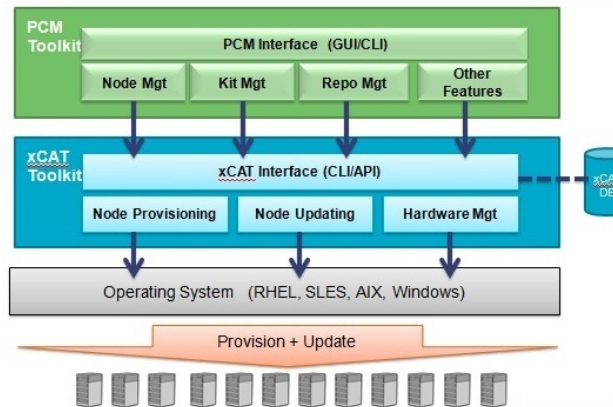 PCM
Toolkit
PCM Interface (GUI/CLI)
Node Mgt
Kit Mgt
Repo Mgt
Other
Features
xCAT
Toolkit
xCAT Interface (CLI/API)
Node Provisioning
Node Updating
Hardware Mgt
Operating System (RHEL, SLES, AIX, Windows)
Provision + Update